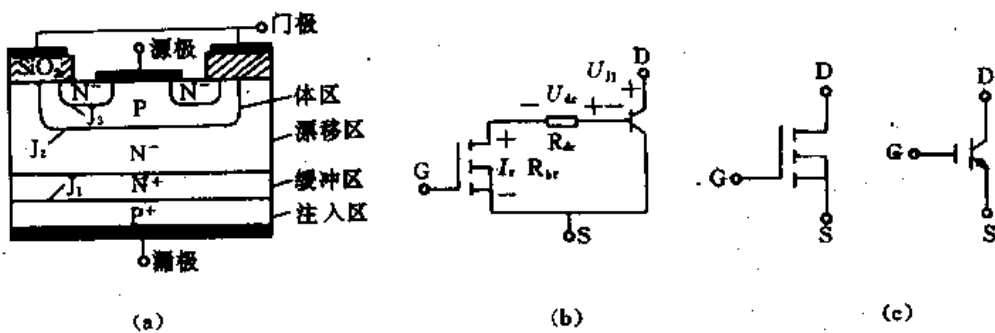 门极
源极
SiO₂
N⁻
N⁻
P
J₃
J₂
体区
漂移区
N⁻
J₁
N⁺
缓冲区
P⁺
注入区
漏极
(a)
D
U_J1
+
− U_dr + −
R_dr
+
G
I_r R_br
−
S
(b)
D
G
S
D
G
S
(c)